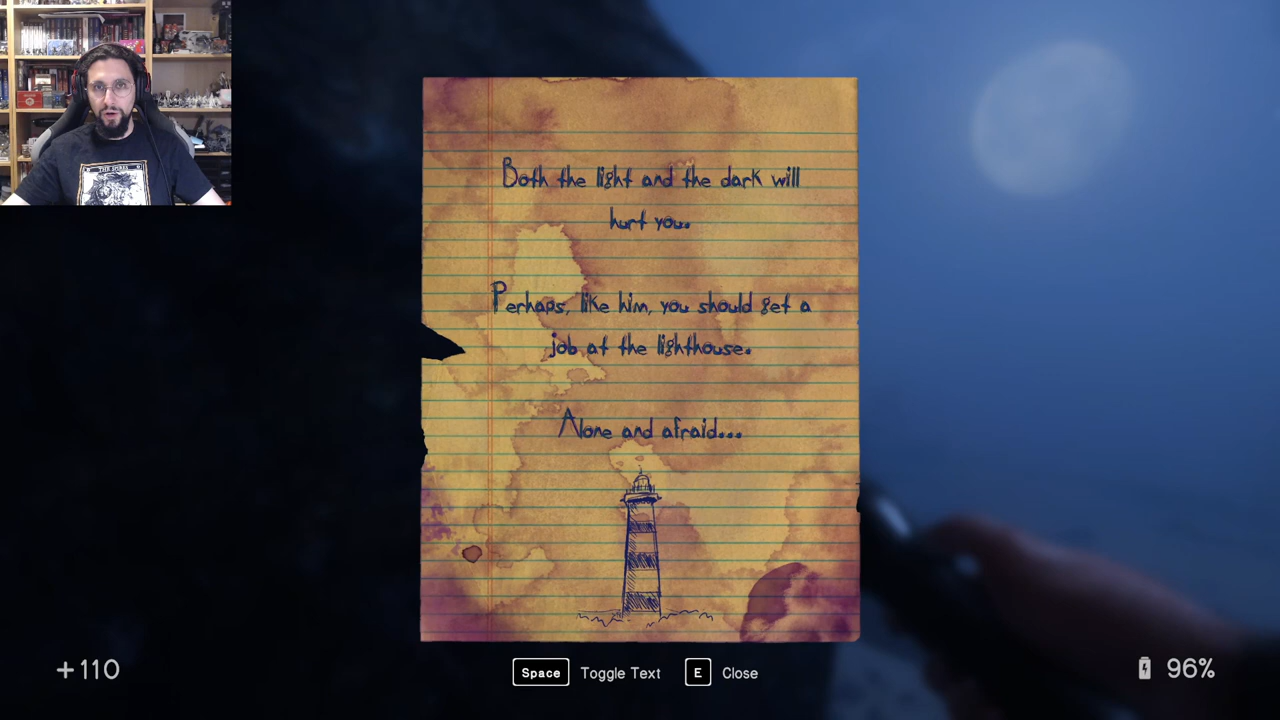 Both the light and the dark will
hurt you.
Perhaps, like him, you should get a
job at the lighthouse.
Alone and afraid...
+110
Space Toggle Text E Close
96%